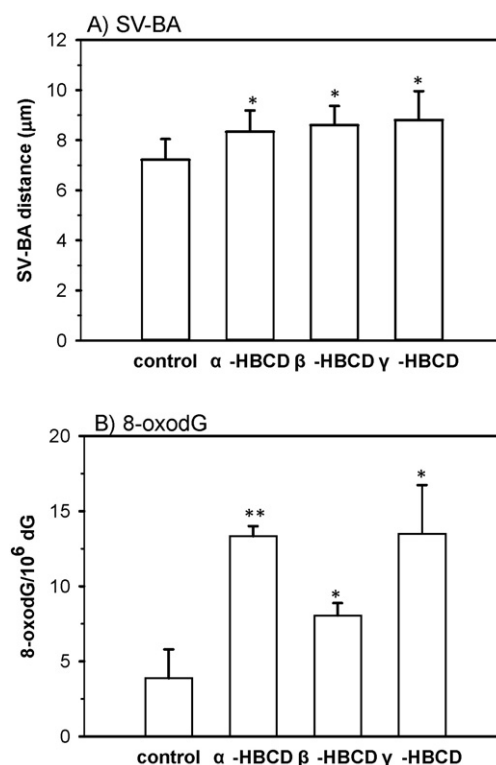 A) SV-BA
12
10
8
6
4
2
0
SV-BA distance (μm)
* * *
control α -HBCD β -HBCD γ -HBCD
B) 8-oxodG
20
15
10
5
0
8-oxodG/10⁶ dG
** * *
control α -HBCD β -HBCD γ -HBCD